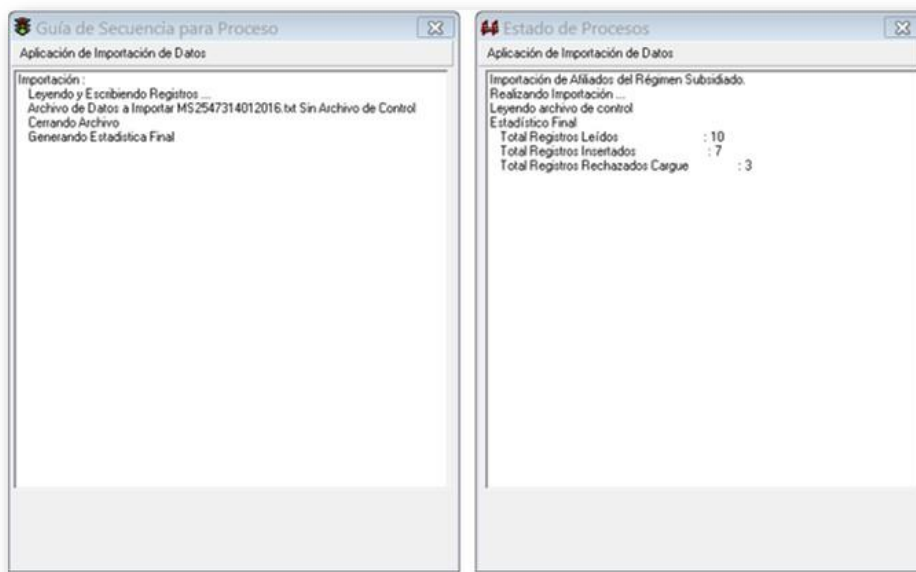 Guía de Secuencia para Proceso
Aplicación de Importación de Datos
Importación :
Leyendo y Escribiendo Registros ...
Archivo de Datos a Importar MS2547314012016.txt Sin Archivo de Control
Cerrando Archivo
Generando Estadistica Final
Estado de Procesos
Aplicación de Importación de Datos
Importación de Afiliados del Régimen Subsidiado.
Realizando Importación ...
Leyendo archivo de control
Estadístico Final
Total Registros Leídos : 10
Total Registros Insertados : 7
Total Registros Rechazados Cargue : 3